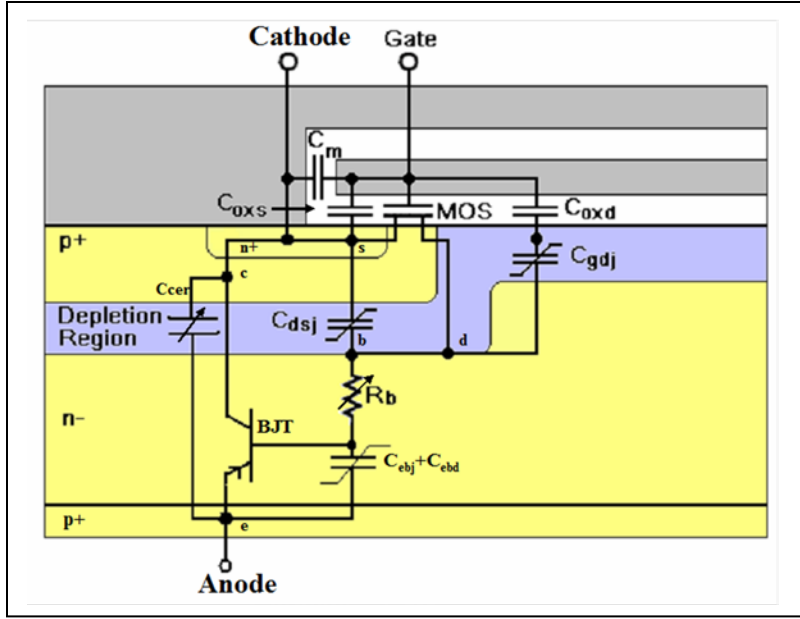 Cathode Gate
Cm
Coxs MOS Coxd
p+ n+ s
Cgdj
c
Ccer
Depletion Cdsj
Region b d
Rb
n-
BJT
Cebj+Cebd
p+ e
Anode